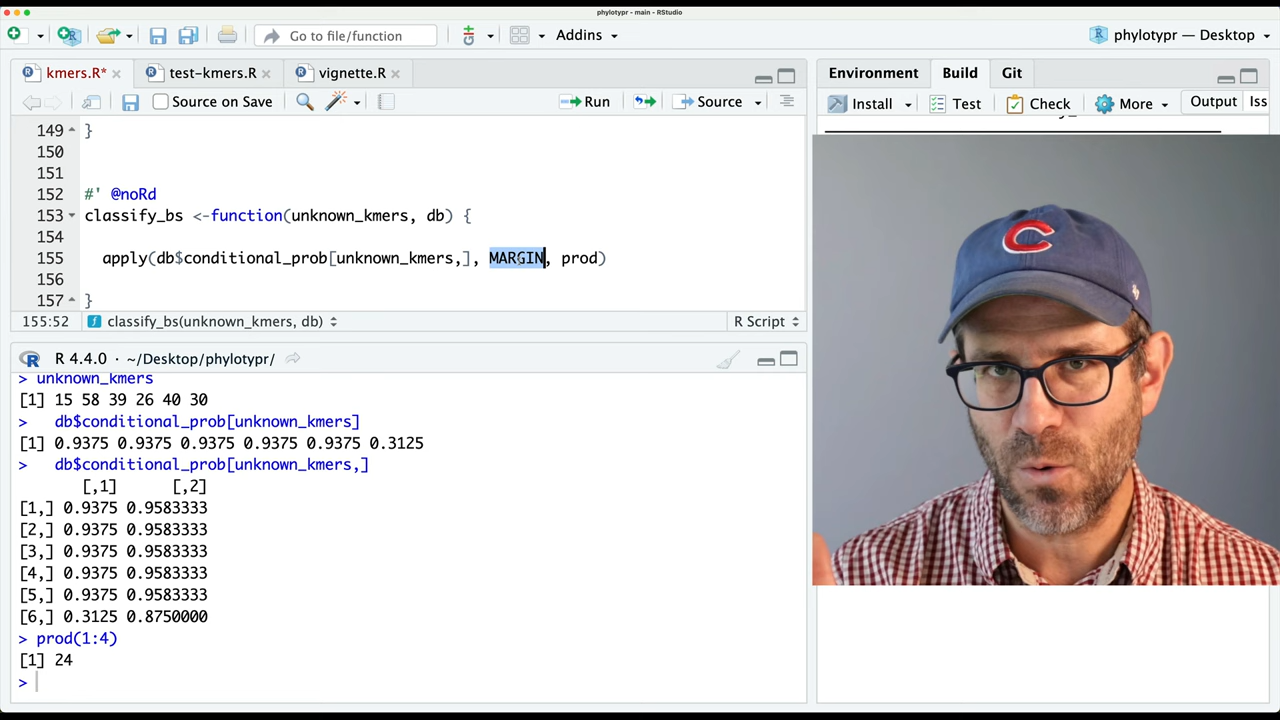 phylotypr - main - RStudio
Go to file/function
Addins
phylotypr — Desktop
kmers.R*
test-kmers.R
vignette.R
Environment
Build
Git
Source on Save
Run
Source
Install
Test
Check
More
Output
Iss
149 }
150
151
152 #' @noRd
153 classify_bs <-function(unknown_kmers, db) {
154
155 apply(db$conditional_prob[unknown_kmers,], MARGIN, prod)
156
157 }
155:52
classify_bs(unknown_kmers, db)
R Script
R 4.4.0 · ~/Desktop/phylotypr/
> unknown_kmers
[1] 15 58 39 26 40 30
> db$conditional_prob[unknown_kmers]
[1] 0.9375 0.9375 0.9375 0.9375 0.9375 0.3125
> db$conditional_prob[unknown_kmers,]
[,1] [,2]
[1,] 0.9375 0.9583333
[2,] 0.9375 0.9583333
[3,] 0.9375 0.9583333
[4,] 0.9375 0.9583333
[5,] 0.9375 0.9583333
[6,] 0.3125 0.8750000
> prod(1:4)
[1] 24
>
C